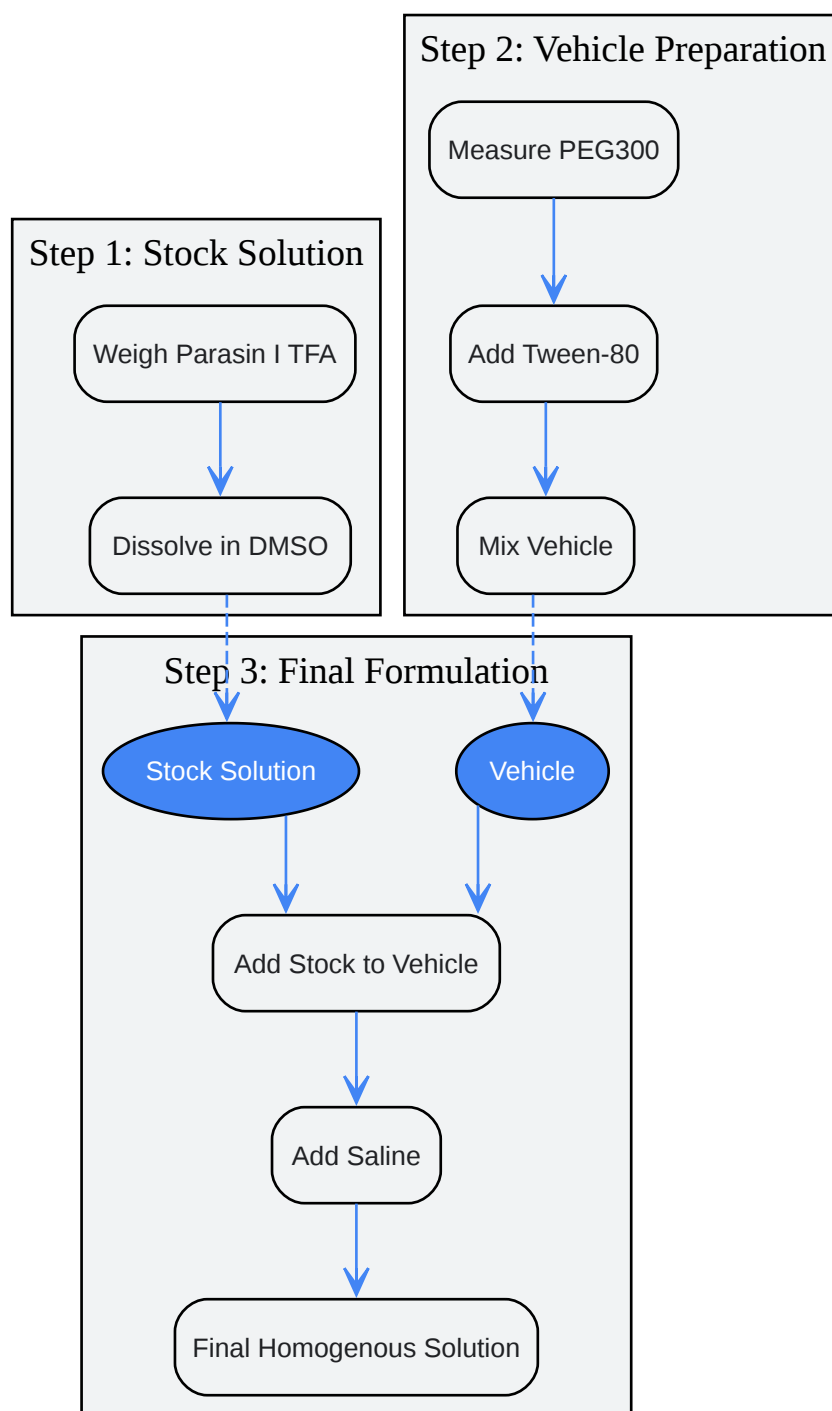 Step 1: Stock Solution
Weigh Parasin I TFA
Dissolve in DMSO
Step 2: Vehicle Preparation
Measure PEG300
Add Tween-80
Mix Vehicle
Step 3: Final Formulation
Stock Solution
Vehicle
Add Stock to Vehicle
Add Saline
Final Homogenous Solution